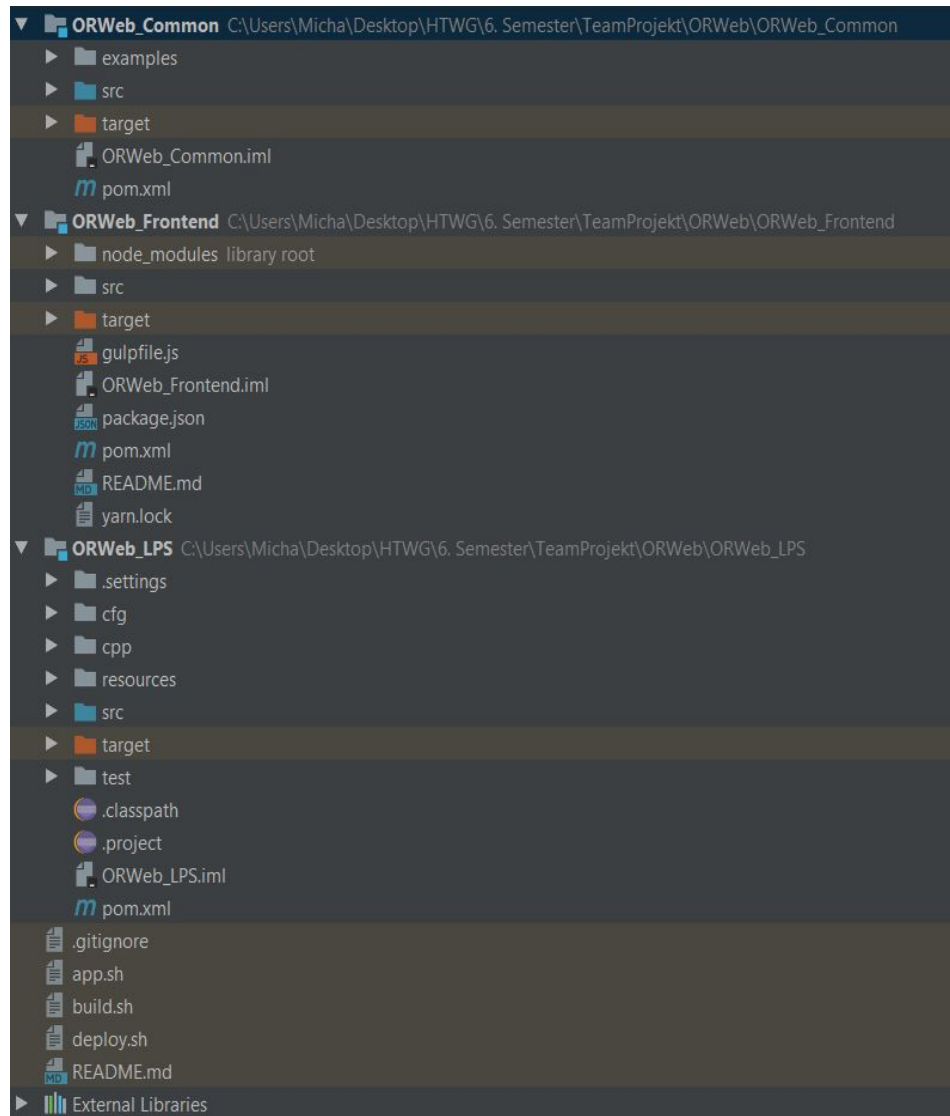 ORWeb_Common C:\Users\Micha\Desktop\HTWG\6. Semester\TeamProjekt\ORWeb\ORWeb_Common
examples
src
target
ORWeb_Common.iml
m pom.xml
ORWeb_Frontend C:\Users\Micha\Desktop\HTWG\6. Semester\TeamProjekt\ORWeb\ORWeb_Frontend
node_modules library root
src
target
JS gulpfile.js
ORWeb_Frontend.iml
JSON package.json
m pom.xml
MD README.md
yarn.lock
ORWeb_LPS C:\Users\Micha\Desktop\HTWG\6. Semester\TeamProjekt\ORWeb\ORWeb_LPS
.settings
cfg
cpp
resources
src
target
test
.classpath
.project
ORWeb_LPS.iml
m pom.xml
.gitignore
app.sh
build.sh
deploy.sh
MD README.md
External Libraries